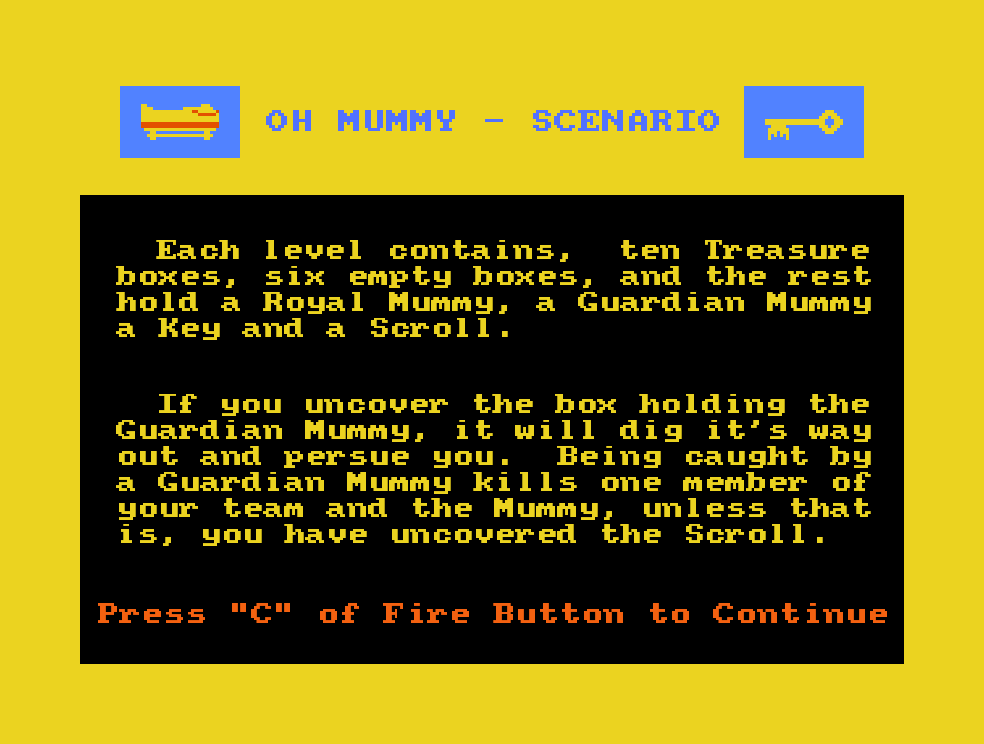 OH MUMMY - SCENARIO
Each level contains,  ten Treasure
boxes, six empty boxes, and the rest
hold a Royal Mummy, a Guardian Mummy
a Key and a Scroll.
If you uncover the box holding the
Guardian Mummy, it will dig it's way
out and persue you.  Being caught by
a Guardian Mummy kills one member of
your team and the Mummy, unless that
is, you have uncovered the Scroll.
Press "C" of Fire Button to Continue